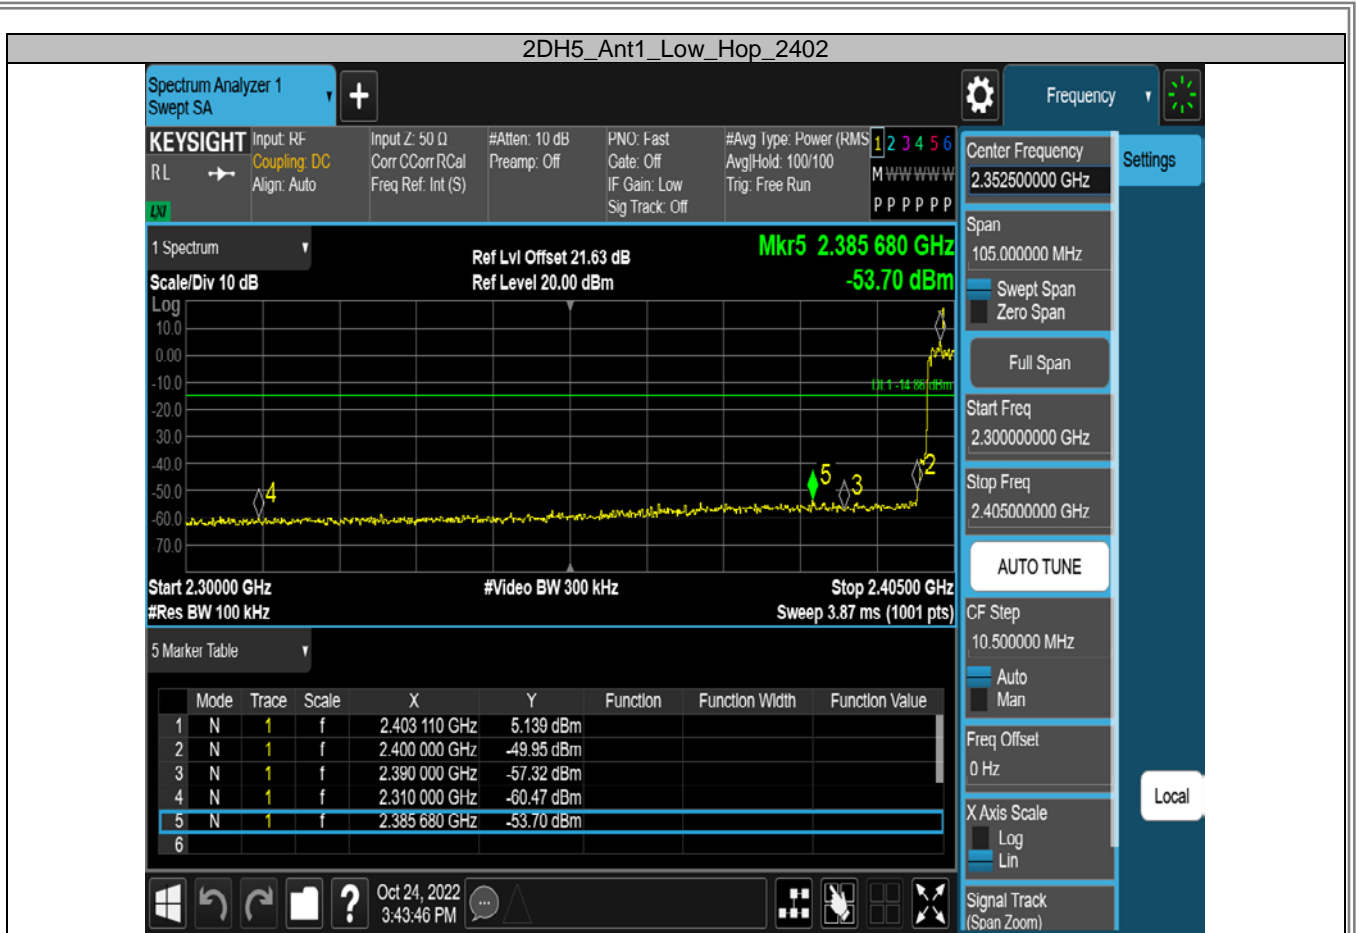 2DH5_Ant1_Low_Hop_2402
Spectrum Analyzer 1
Swept SA
Frequency
KEYSIGHT
RL
LXI
Input: RF
Coupling: DC
Align: Auto
Input Z: 50 Ω
Corr CCorr RCal
Freq Ref: Int (S)
#Atten: 10 dB
Preamp: Off
PNO: Fast
Gate: Off
IF Gain: Low
Sig Track: Off
#Avg Type: Power (RMS
Avg|Hold: 100/100
Trig: Free Run
1 2 3 4 5 6
M W W W W W
P P P P P P
1 Spectrum
Scale/Div 10 dB
Ref Lvl Offset 21.63 dB
Ref Level 20.00 dBm
Mkr5 2.385 680 GHz
-53.70 dBm
Log
10.0
0.00
-10.0
-20.0
-30.0
-40.0
-50.0
-60.0
-70.0
DL1 -14.86 dBm
1
2
3
4
5
Start 2.30000 GHz
#Video BW 300 kHz
Stop 2.40500 GHz
#Res BW 100 kHz
Sweep 3.87 ms (1001 pts)
5 Marker Table
Mode Trace Scale X Y Function Function Width Function Value
1 N 1 f 2.403 110 GHz 5.139 dBm
2 N 1 f 2.400 000 GHz -49.95 dBm
3 N 1 f 2.390 000 GHz -57.32 dBm
4 N 1 f 2.310 000 GHz -60.47 dBm
5 N 1 f 2.385 680 GHz -53.70 dBm
6
Oct 24, 2022
3:43:46 PM
Center Frequency
2.352500000 GHz
Settings
Span
105.000000 MHz
Swept Span
Zero Span
Full Span
Start Freq
2.300000000 GHz
Stop Freq
2.405000000 GHz
AUTO TUNE
CF Step
10.500000 MHz
Auto
Man
Freq Offset
0 Hz
X Axis Scale
Log
Lin
Local
Signal Track
(Span Zoom)